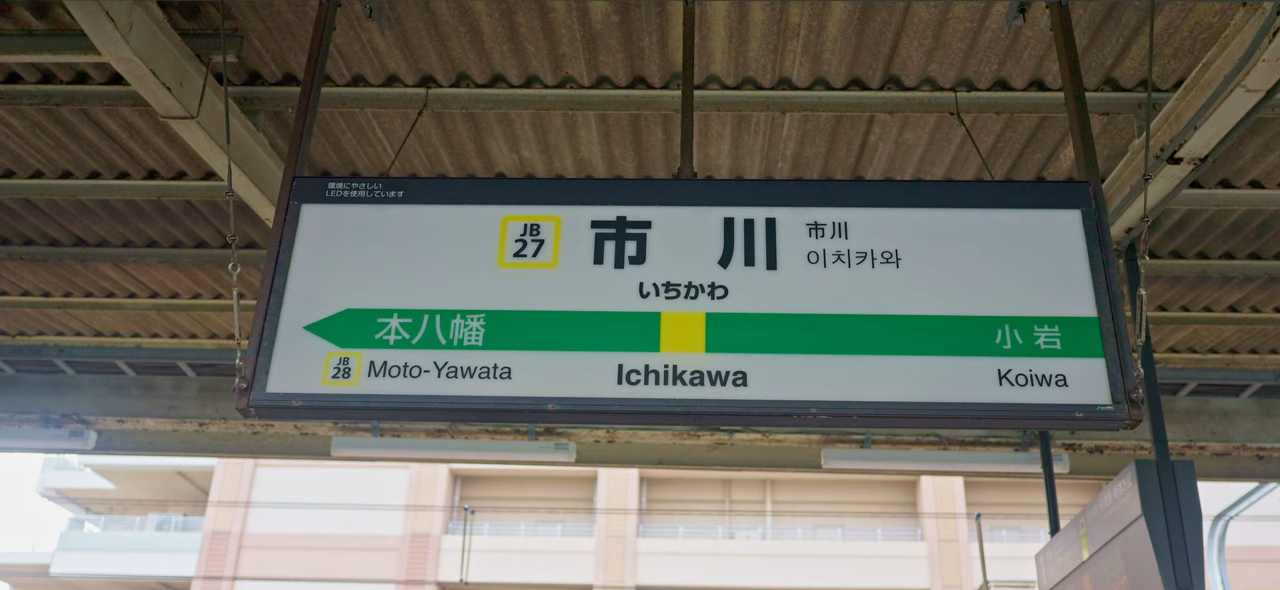 環境にやさしい
LEDを使用しています
JB 27 市川 市川
이치카와
いちかわ
本八幡 小岩
JB 28 Moto-Yawata Ichikawa Koiwa